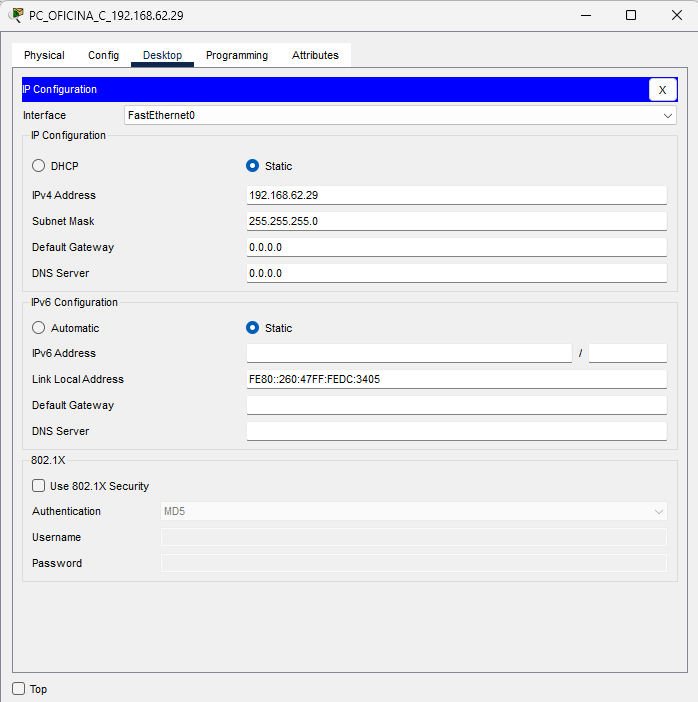 PC_OFICINA_C_192.168.62.29
Physical Config Desktop Programming Attributes
IP Configuration X
Interface FastEthernet0
IP Configuration
DHCP Static
IPv4 Address 192.168.62.29
Subnet Mask 255.255.255.0
Default Gateway 0.0.0.0
DNS Server 0.0.0.0
IPv6 Configuration
Automatic Static
IPv6 Address /
Link Local Address FE80::260:47FF:FEDC:3405
Default Gateway
DNS Server
802.1X
Use 802.1X Security
Authentication MD5
Username
Password
Top